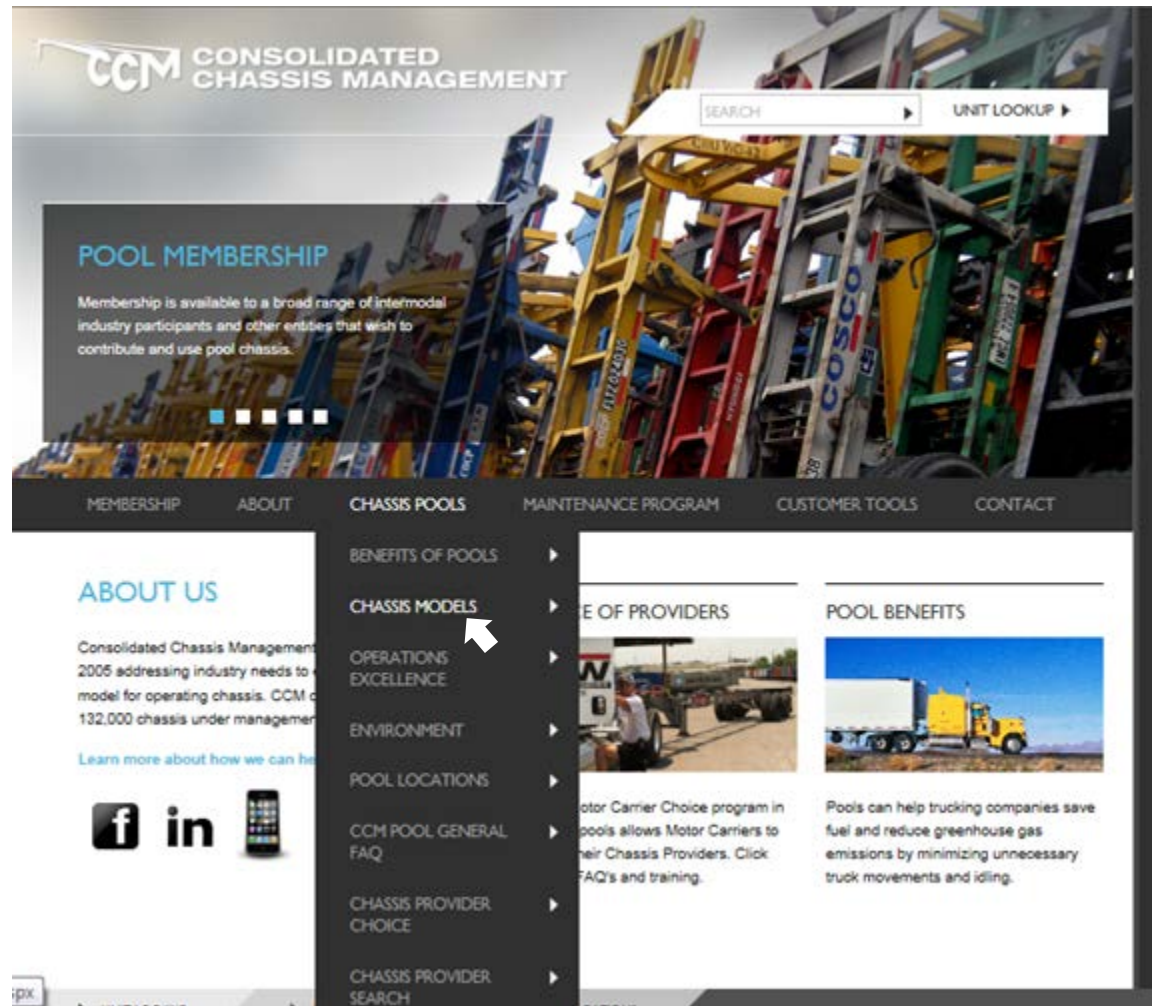 CCM CONSOLIDATED
CHASSIS MANAGEMENT
SEARCH
UNIT LOOKUP
POOL MEMBERSHIP
Membership is available to a broad range of intermodal
industry participants and other entities that wish to
contribute and use pool chassis.
COSCO
MEMBERSHIP ABOUT CHASSIS POOLS MAINTENANCE PROGRAM CUSTOMER TOOLS CONTACT
BENEFITS OF POOLS
CHASSIS MODELS
OPERATIONS
EXCELLENCE
ENVIRONMENT
POOL LOCATIONS
CCM POOL GENERAL
FAQ
CHASSIS PROVIDER
CHOICE
CHASSIS PROVIDER
SEARCH
ABOUT US
Consolidated Chassis Management
2005 addressing industry needs to
model for operating chassis. CCM
132,000 chassis under
Learn more about how we can
f in
OF PROVIDERS
Carrier Choice program in
pools allows Motor Carriers to
Chassis Providers. Click
FAQ's and training.
POOL BENEFITS
Pools can help trucking companies save
fuel and reduce greenhouse gas
emissions by minimizing unnecessary
truck movements and idling.
px